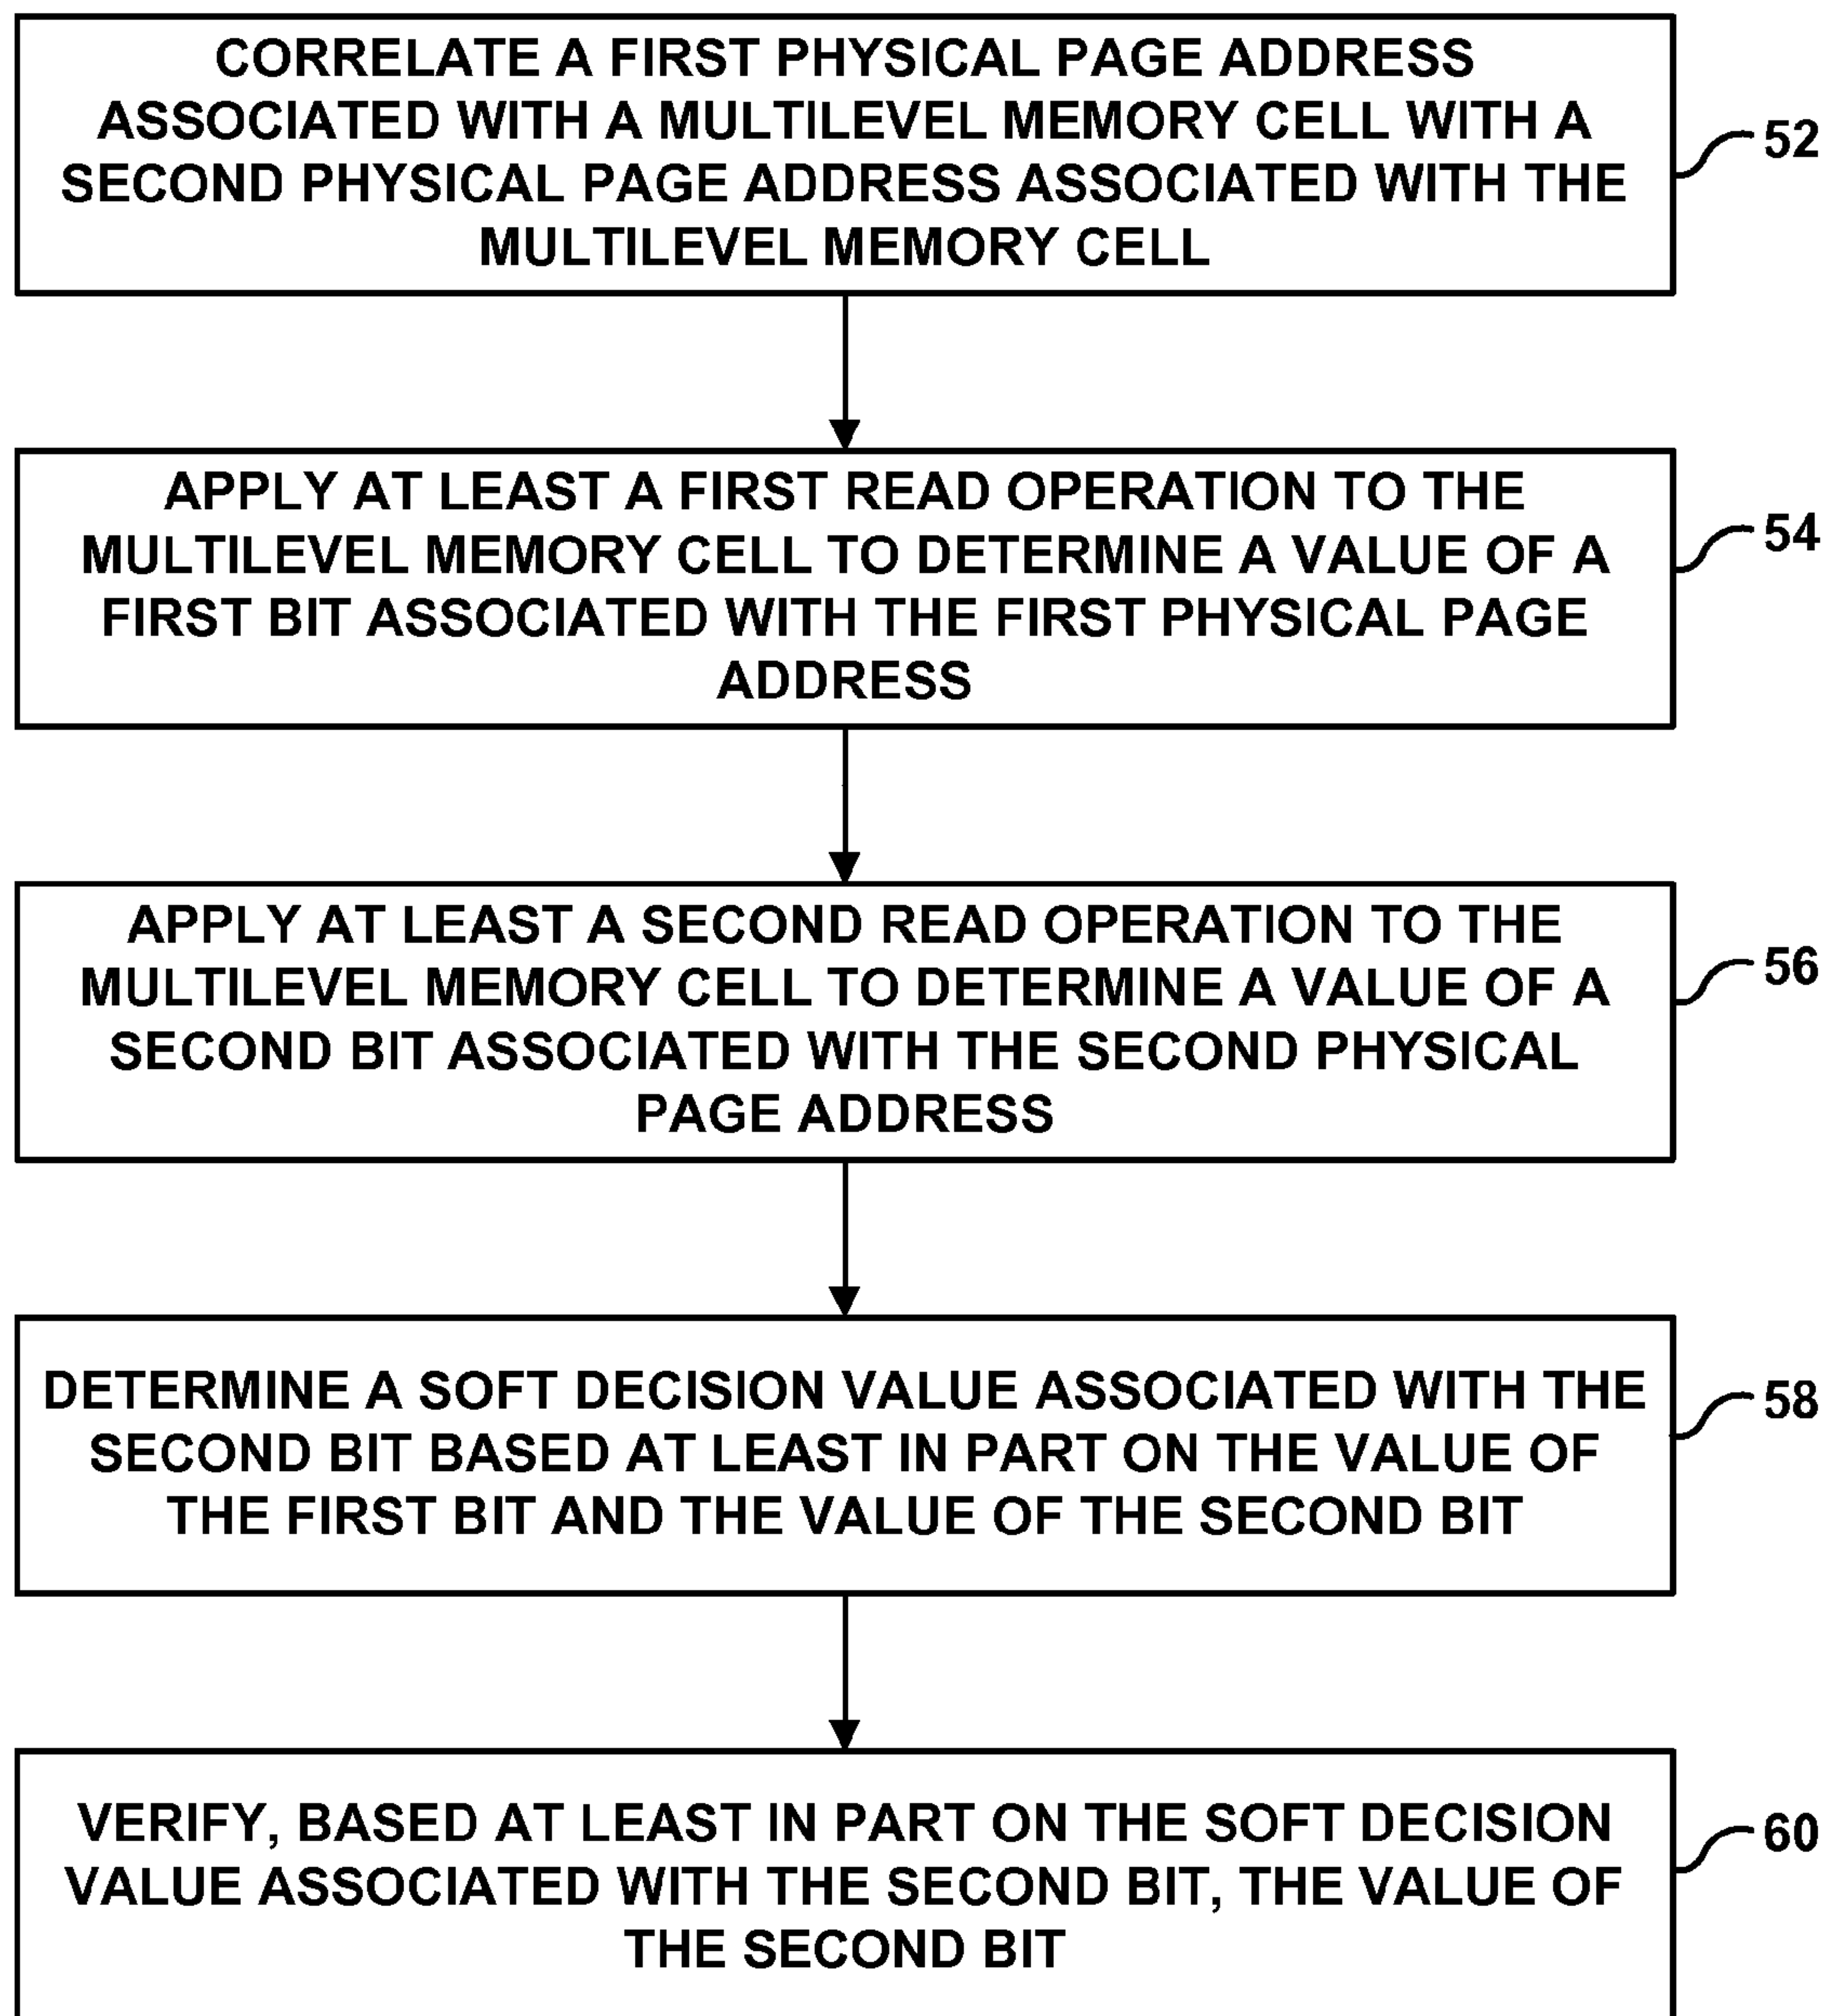 CORRELATE A FIRST PHYSICAL PAGE ADDRESS
ASSOCIATED WITH A MULTILEVEL MEMORY CELL WITH A
SECOND PHYSICAL PAGE ADDRESS ASSOCIATED WITH THE
MULTILEVEL MEMORY CELL
52
APPLY AT LEAST A FIRST READ OPERATION TO THE
MULTILEVEL MEMORY CELL TO DETERMINE A VALUE OF A
FIRST BIT ASSOCIATED WITH THE FIRST PHYSICAL PAGE
ADDRESS
54
APPLY AT LEAST A SECOND READ OPERATION TO THE
MULTILEVEL MEMORY CELL TO DETERMINE A VALUE OF A
SECOND BIT ASSOCIATED WITH THE SECOND PHYSICAL
PAGE ADDRESS
56
DETERMINE A SOFT DECISION VALUE ASSOCIATED WITH THE
SECOND BIT BASED AT LEAST IN PART ON THE VALUE OF
THE FIRST BIT AND THE VALUE OF THE SECOND BIT
58
VERIFY, BASED AT LEAST IN PART ON THE SOFT DECISION
VALUE ASSOCIATED WITH THE SECOND BIT, THE VALUE OF
THE SECOND BIT
60